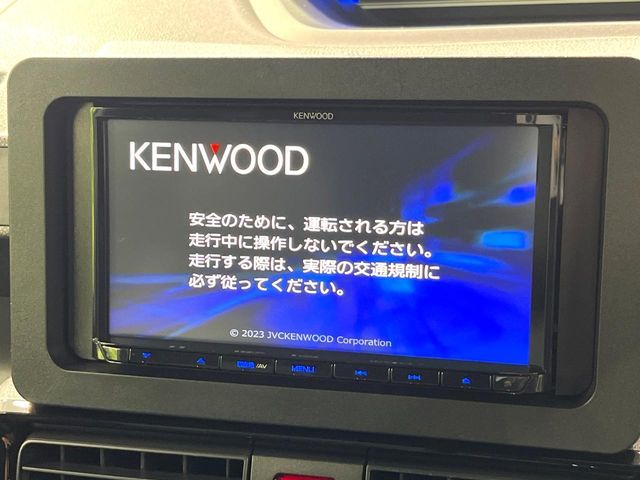 KENWOOD
KENWOOD
安全のために、運転される方は
走行中に操作しないでください。
走行する際は、実際の交通規制に
必ず従ってください。
© 2023 JVCKENWOOD Corporation
/AV
MENU